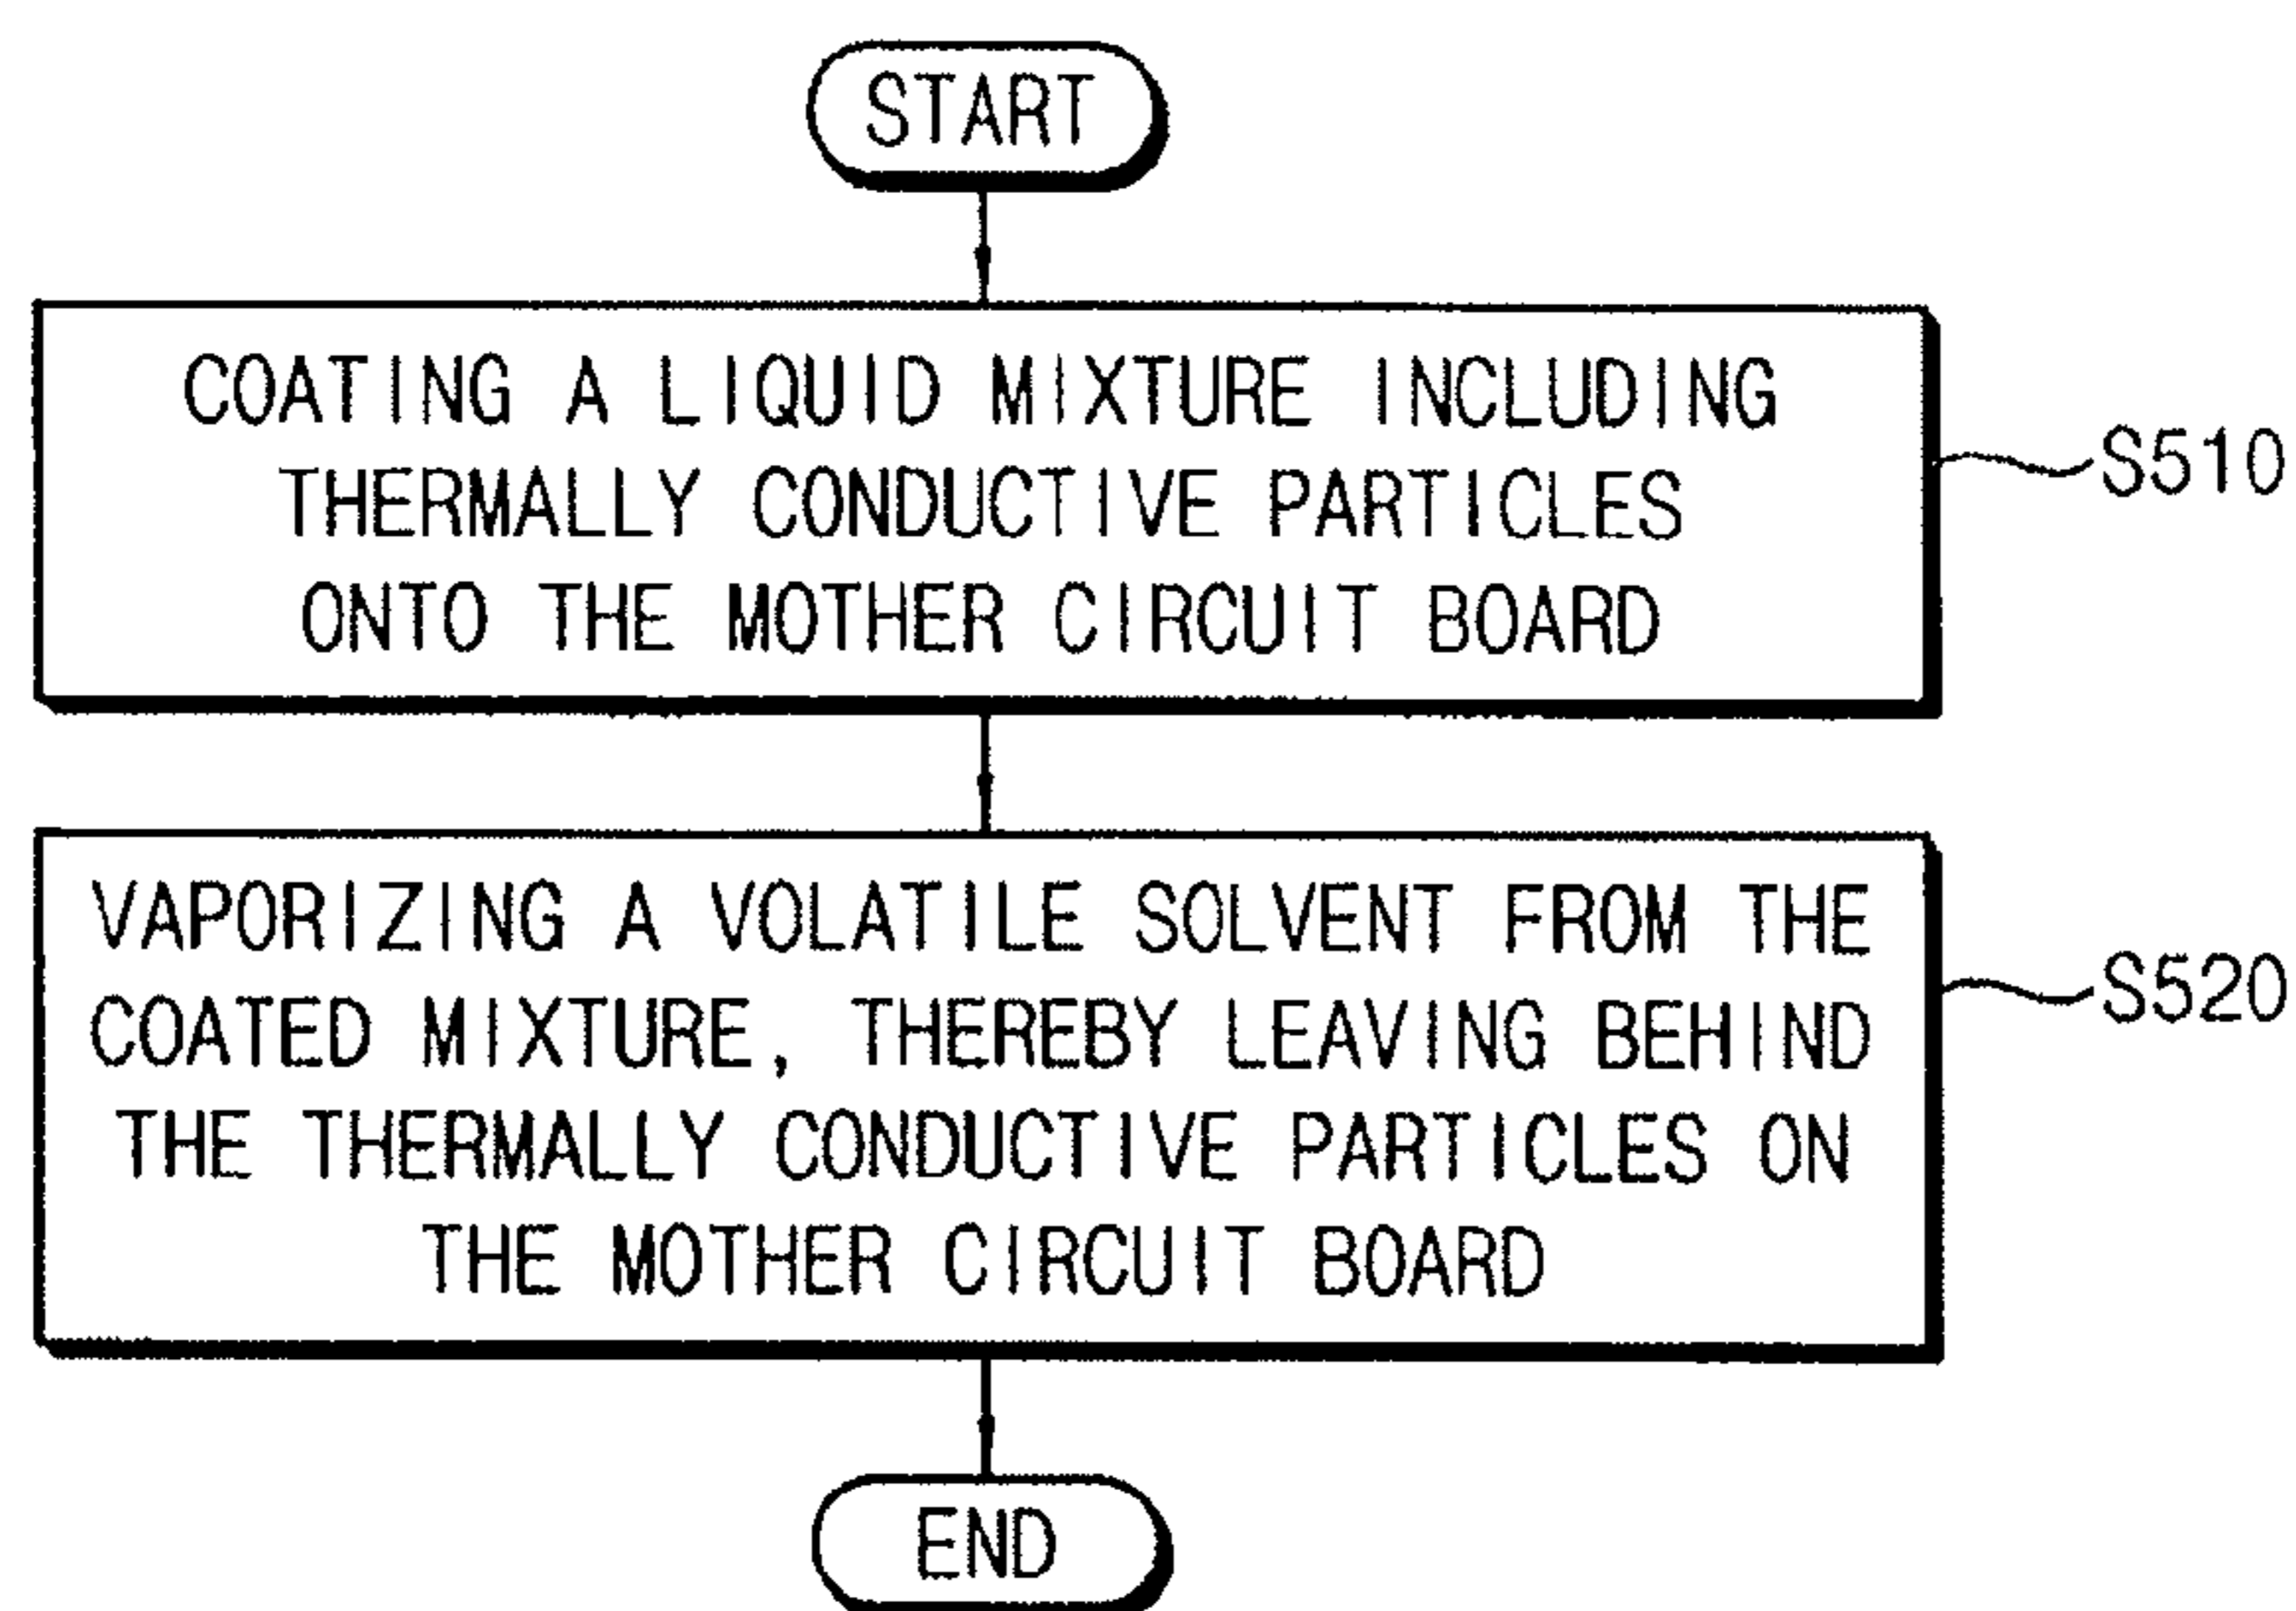 START
COATING A LIQUID MIXTURE INCLUDING
THERMALLY CONDUCTIVE PARTICLES
ONTO THE MOTHER CIRCUIT BOARD
S510
VAPORIZING A VOLATILE SOLVENT FROM THE
COATED MIXTURE, THEREBY LEAVING BEHIND
THE THERMALLY CONDUCTIVE PARTICLES ON
THE MOTHER CIRCUIT BOARD
S520
END